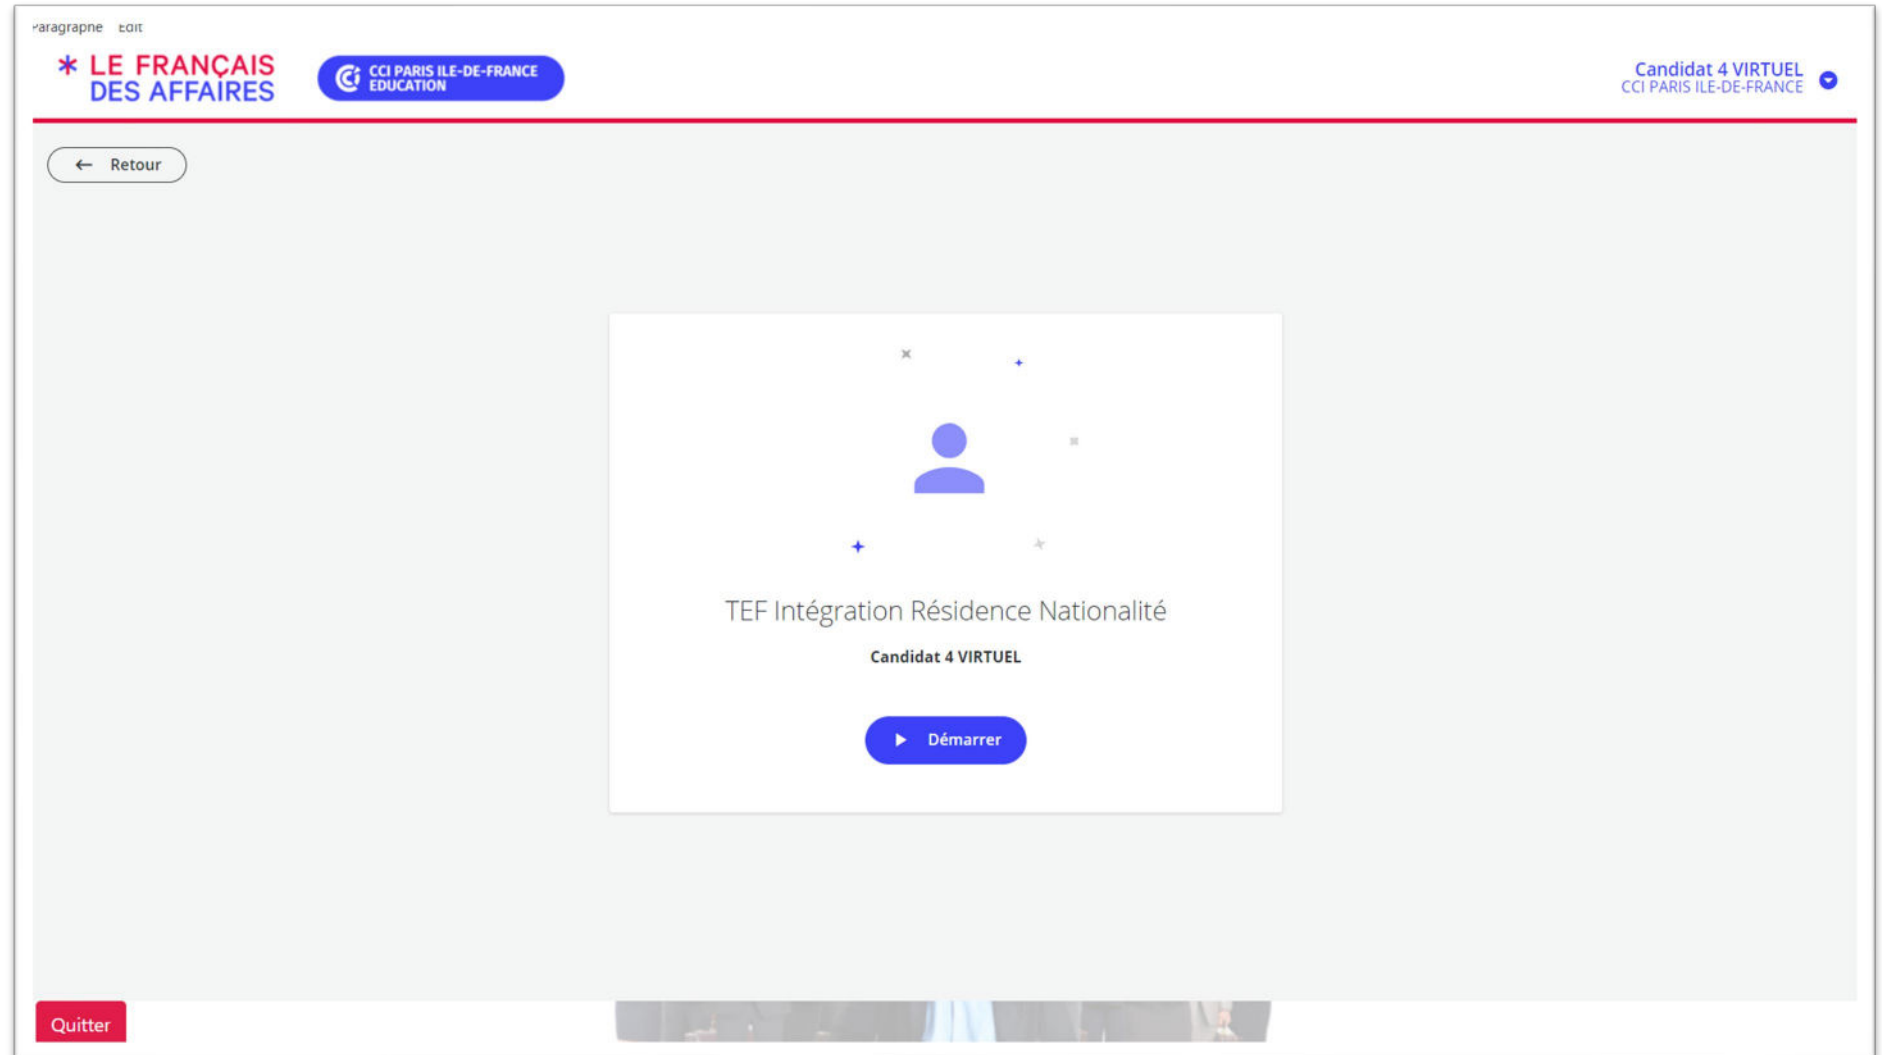 Paragraphe Edit
LE FRANÇAIS
DES AFFAIRES
CCI PARIS ILE-DE-FRANCE
EDUCATION
Candidat 4 VIRTUEL
CCI PARIS ILE-DE-FRANCE
Retour
TEF Intégration Résidence Nationalité
Candidat 4 VIRTUEL
Démarrer
Quitter